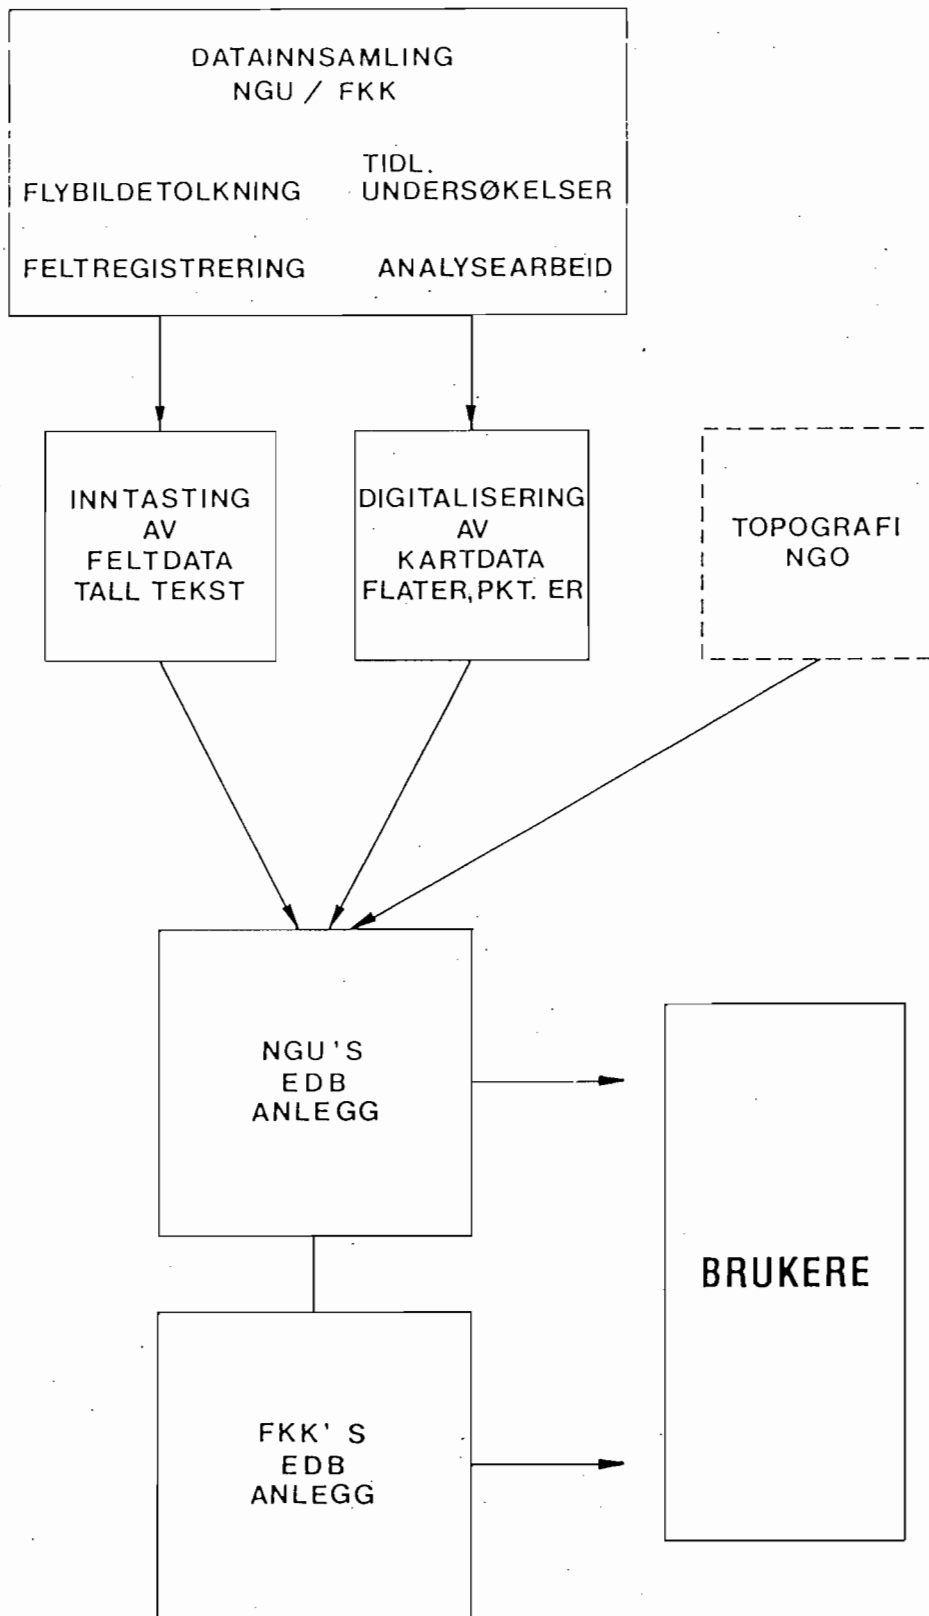 DATAINNSAMLING
NGU / FKK
FLYBILDETOLKNING
TIDL.
UNDERSØKELSER
FELTREGISTRERING
ANALYSEARBEID
INNTASTING
AV
FELTDATA
TALL TEKST
DIGITALISERING
AV
KARTDATA
FLATER, PKT. ER
TOPOGRAFI
NGO
NGU'S
EDB
ANLEGG
BRUKERE
FKK' S
EDB
ANLEGG